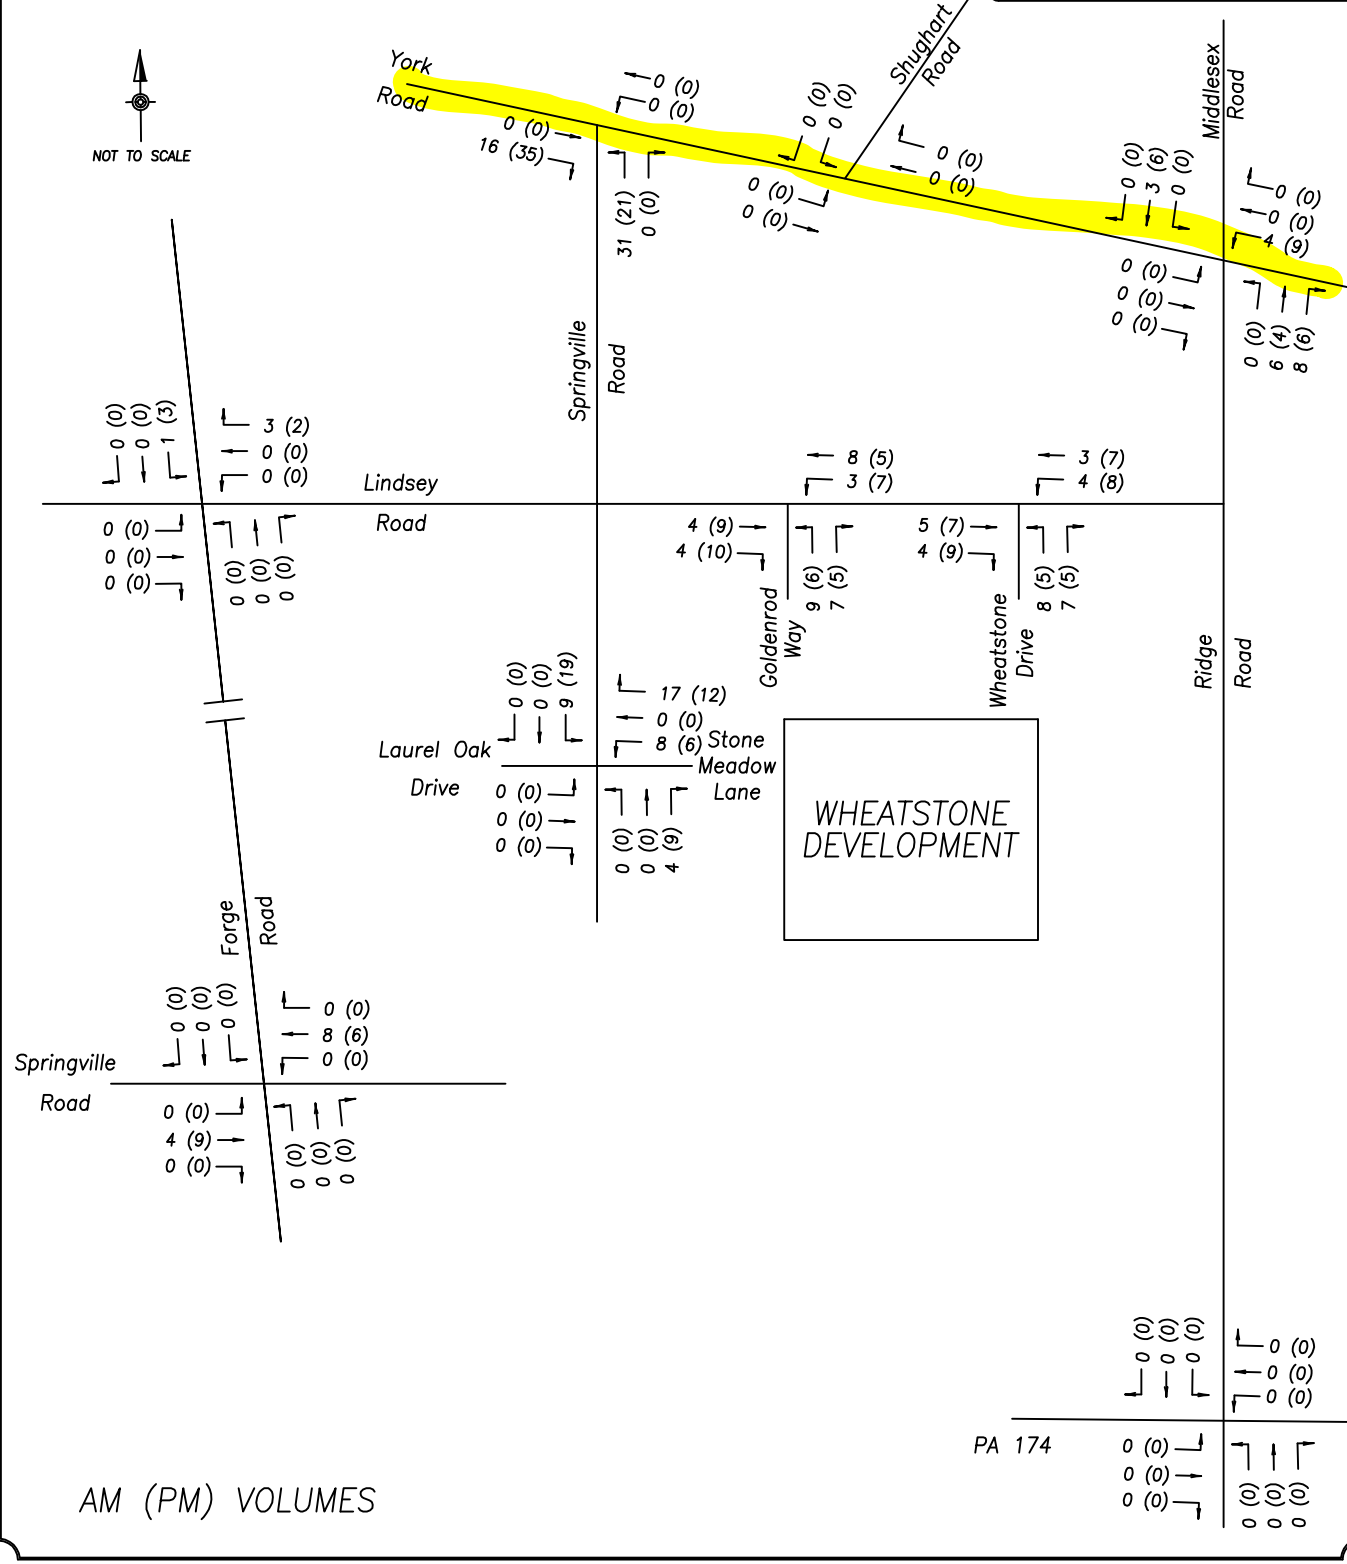 York
Road
Shughart
Road
Middlesex
Road
NOT TO SCALE
0 (0)
0 (0)
0 (0)
16 (35)
31 (21)
0 (0)
0 (0)
0 (0)
0 (0)
0 (0)
0 (0)
0 (0)
0 (0)
3 (6)
0 (0)
0 (0)
0 (0)
4 (9)
0 (0)
0 (0)
0 (0)
0 (0)
6 (4)
8 (6)
Springville
Road
0 (0)
0 (0)
1 (3)
3 (2)
0 (0)
0 (0)
Lindsey
Road
0 (0)
0 (0)
0 (0)
0 (0)
0 (0)
0 (0)
8 (5)
3 (7)
4 (9)
4 (10)
9 (6)
7 (5)
Goldenrod
Way
3 (7)
4 (8)
5 (7)
4 (9)
8 (5)
7 (5)
Wheatstone
Drive
Ridge
Road
0 (0)
0 (0)
9 (19)
17 (12)
0 (0)
8 (6)
Laurel Oak
Drive
Stone
Meadow
Lane
0 (0)
0 (0)
0 (0)
0 (0)
0 (0)
4 (9)
WHEATSTONE
DEVELOPMENT
Forge
Road
0 (0)
0 (0)
0 (0)
0 (0)
8 (6)
0 (0)
Springville
Road
0 (0)
4 (9)
0 (0)
0 (0)
0 (0)
0 (0)
0 (0)
0 (0)
0 (0)
0 (0)
0 (0)
0 (0)
PA 174
0 (0)
0 (0)
0 (0)
0 (0)
0 (0)
0 (0)
AM (PM) VOLUMES